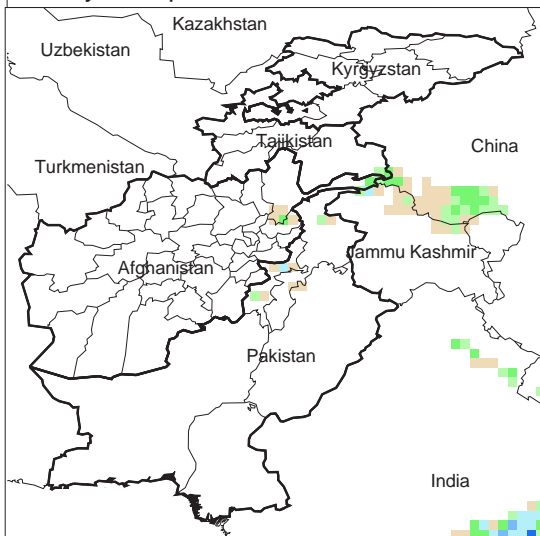 Kazakhstan
Uzbekistan
Kyrgyzstan
Tajikistan
China
Turkmenistan
Jammu Kashmir
Afghanistan
Pakistan
India